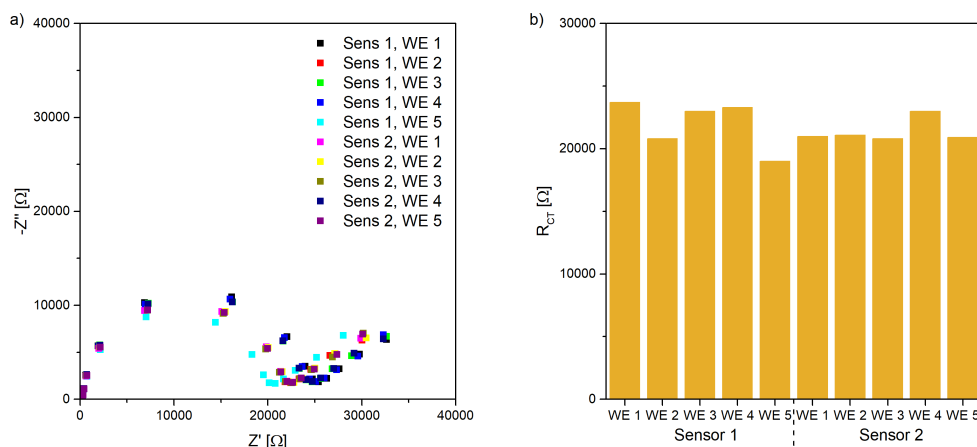 a)
40000
30000
20000
10000
0
-Z'' [Ω]
Sens 1, WE 1
Sens 1, WE 2
Sens 1, WE 3
Sens 1, WE 4
Sens 1, WE 5
Sens 2, WE 1
Sens 2, WE 2
Sens 2, WE 3
Sens 2, WE 4
Sens 2, WE 5
0 10000 20000 30000 40000
Z' [Ω]
b)
30000
20000
10000
0
R_CT [Ω]
WE 1 WE 2 WE 3 WE 4 WE 5 WE 1 WE 2 WE 3 WE 4 WE 5
Sensor 1 Sensor 2